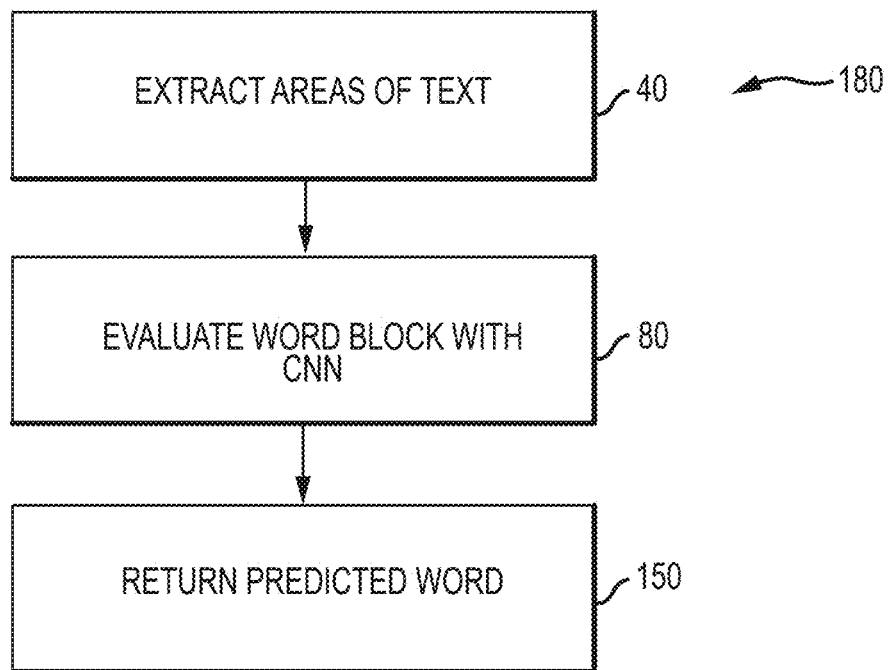 EXTRACT AREAS OF TEXT
40
180
EVALUATE WORD BLOCK WITH
CNN
80
RETURN PREDICTED WORD
150